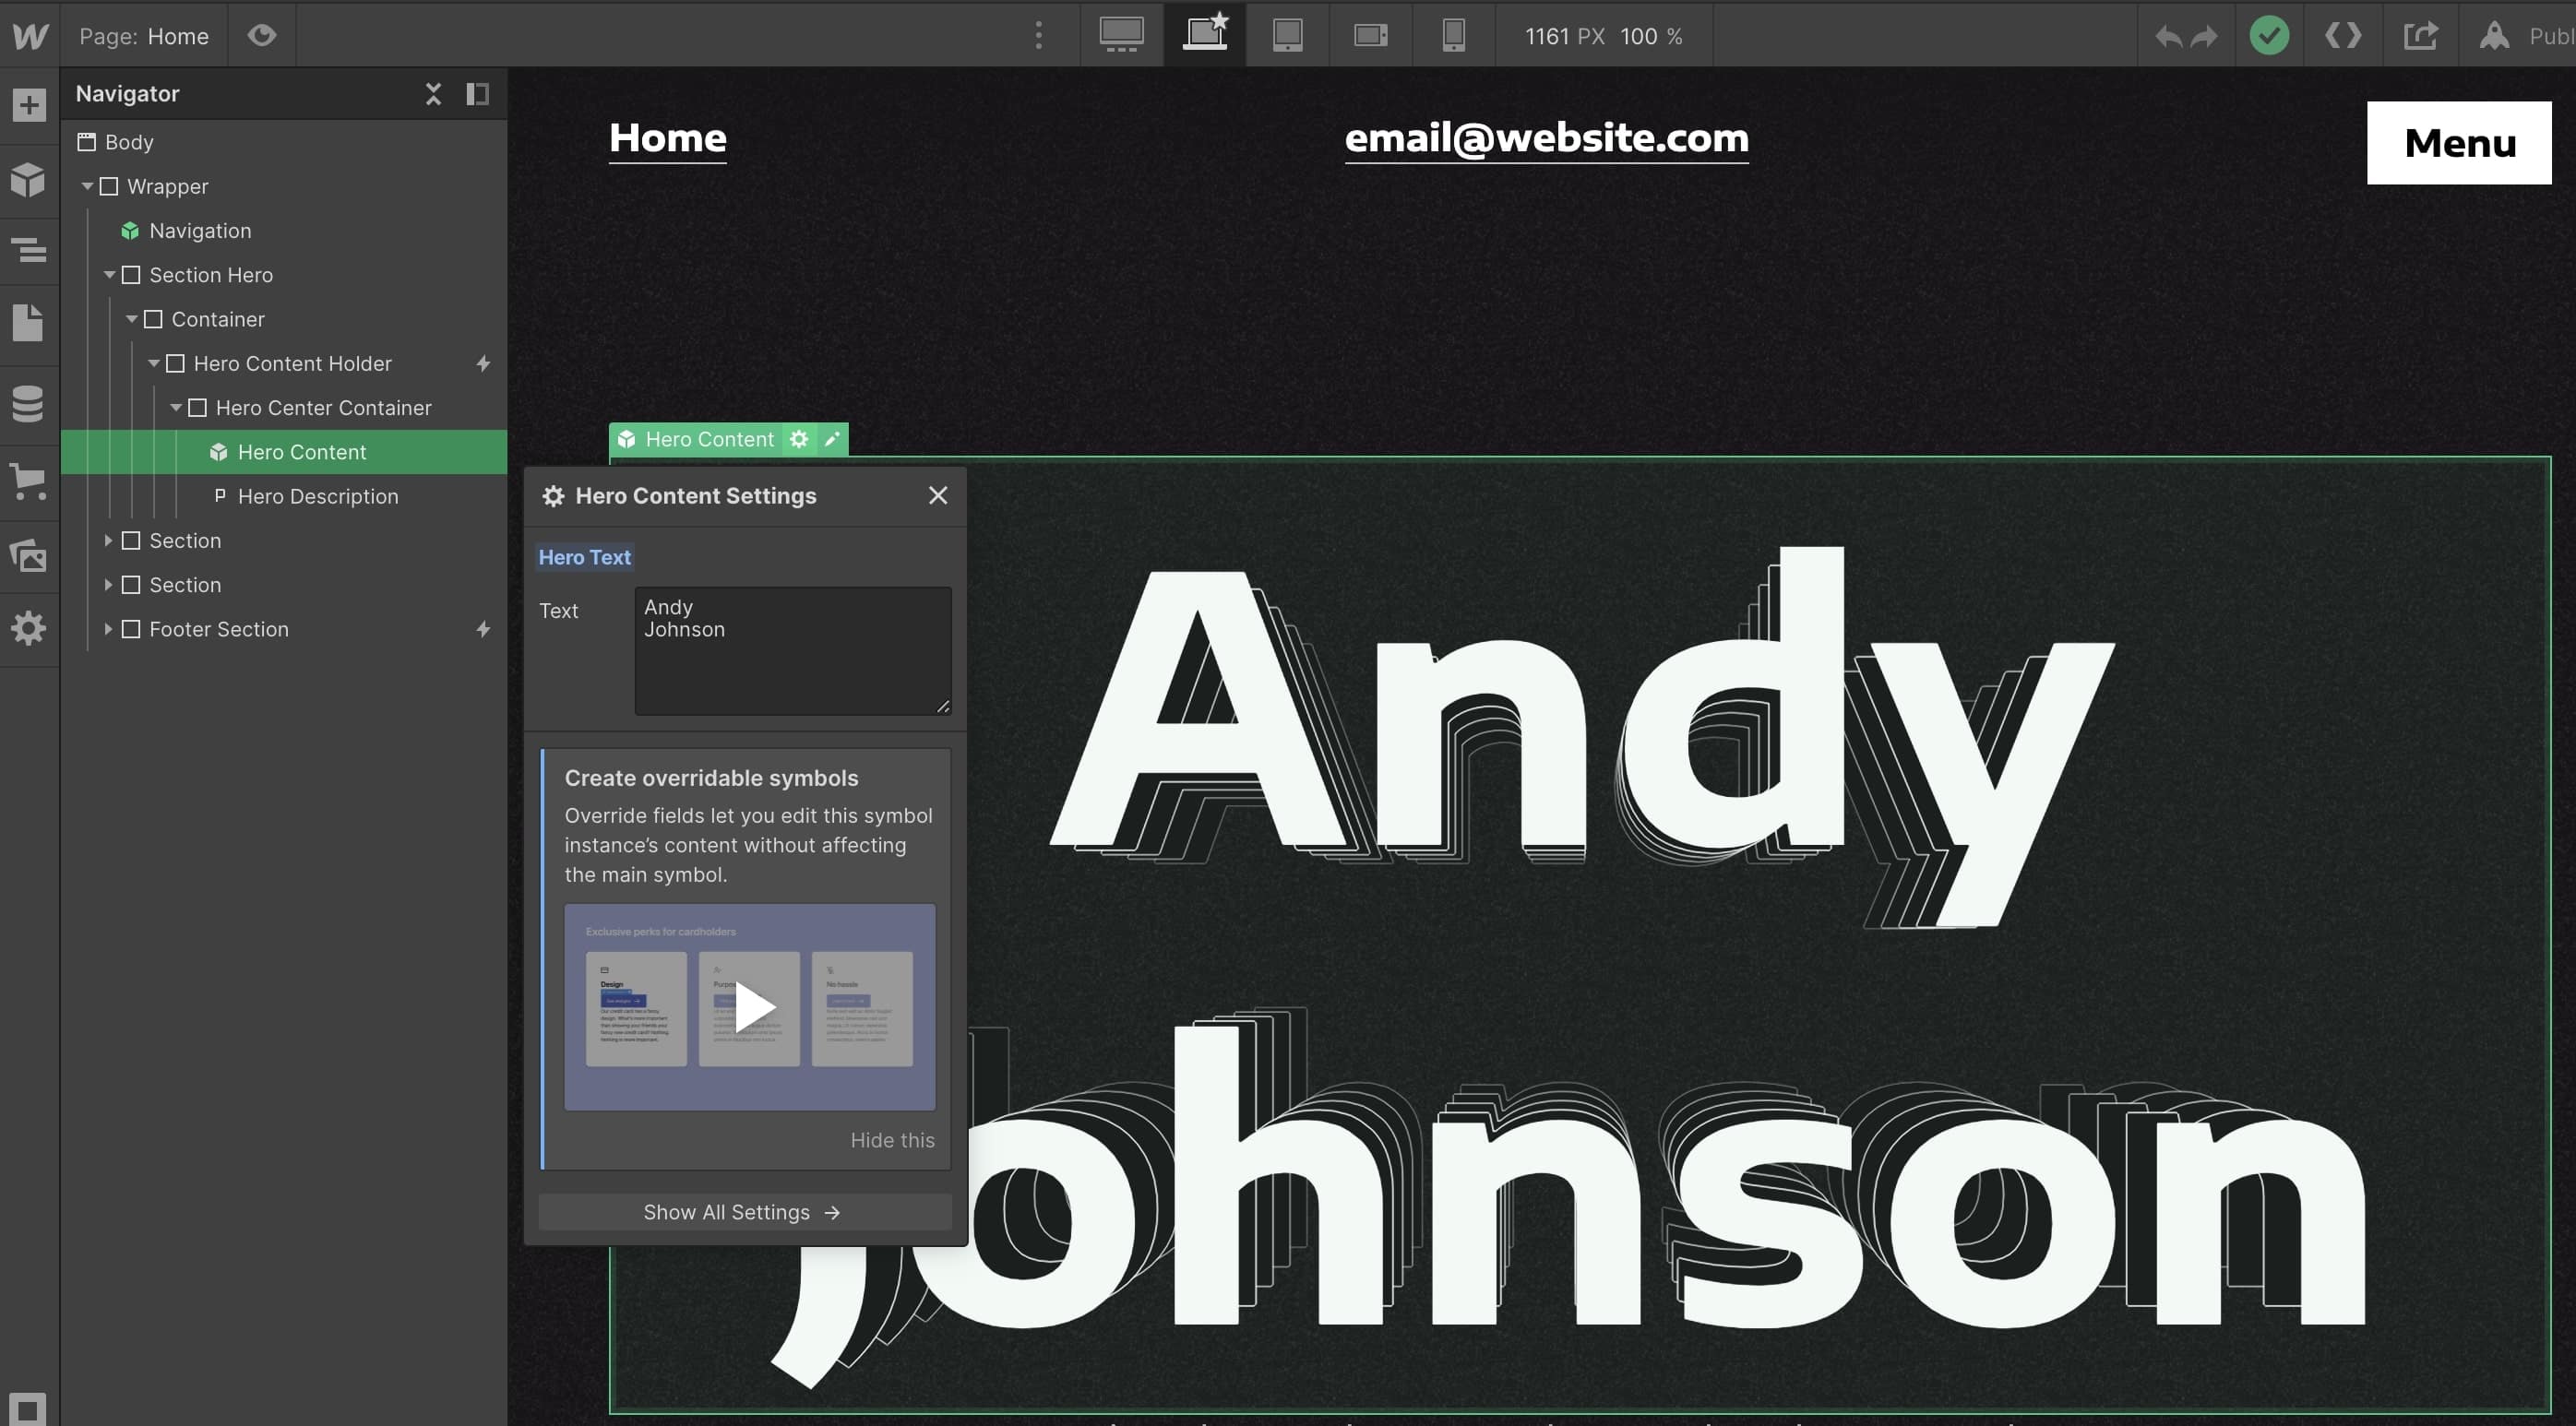 Page: Home
1161 PX 100 %
Publ
Navigator
Body
Wrapper
Navigation
Section Hero
Container
Hero Content Holder
Hero Center Container
Hero Content
P Hero Description
Section
Section
Footer Section
Home
email@website.com
Menu
Hero Content
Hero Content Settings
Hero Text
Text
Andy
Johnson
Create overridable symbols
Override fields let you edit this symbol
instance’s content without affecting
the main symbol.
Exclusive perks for cardholders
Design
Purpos
No hassle
Hide this
Show All Settings →
Andy
Johnson